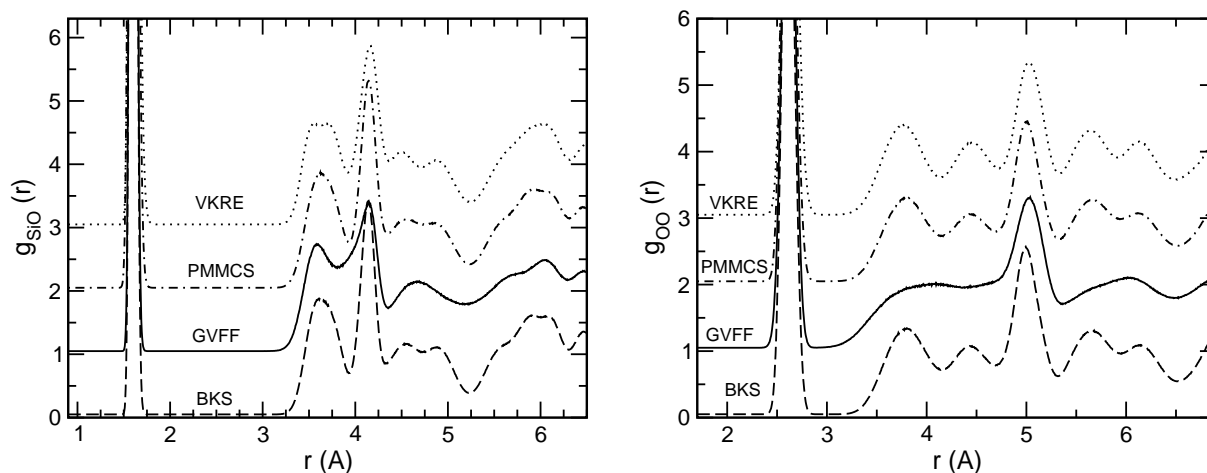 g_SiO (r)
6
5
4
3
2
1
0
VKRE
PMMCS
GVFF
BKS
1 2 3 4 5 6
r (A)
g_OO (r)
6
5
4
3
2
1
0
VKRE
PMMCS
GVFF
BKS
2 3 4 5 6
r (A)